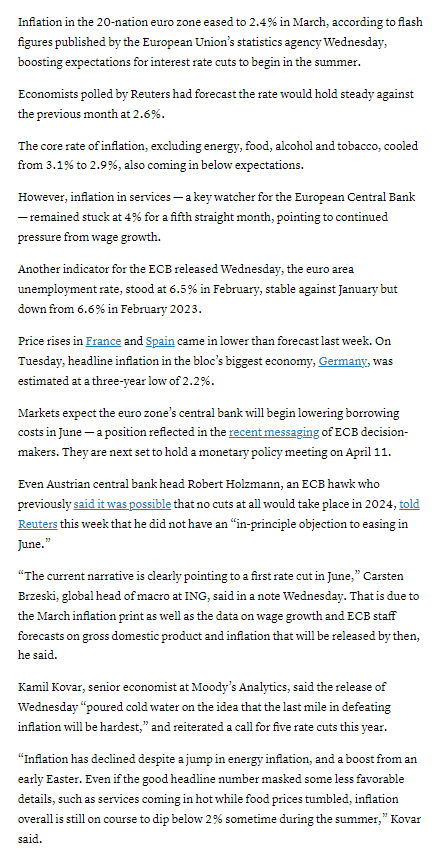 Inflation in the 20-nation euro zone eased to 2.4% in March, according to flash
figures published by the European Union's statistics agency Wednesday,
boosting expectations for interest rate cuts to begin in the summer.
Economists polled by Reuters had forecast the rate would hold steady against
the previous month at 2.6%.
The core rate of inflation, excluding energy, food, alcohol and tobacco, cooled
from 3.1% to 2.9%, also coming in below expectations.
However, inflation in services — a key watcher for the European Central Bank
— remained stuck at 4% for a fifth straight month, pointing to continued
pressure from wage growth.
Another indicator for the ECB released Wednesday, the euro area
unemployment rate, stood at 6.5% in February, stable against January but
down from 6.6% in February 2023.
Price rises in France and Spain came in lower than forecast last week. On
Tuesday, headline inflation in the bloc's biggest economy, Germany, was
estimated at a three-year low of 2.2%.
Markets expect the euro zone's central bank will begin lowering borrowing
costs in June — a position reflected in the recent messaging of ECB decision-
makers. They are next set to hold a monetary policy meeting on April 11.
Even Austrian central bank head Robert Holzmann, an ECB hawk who
previously said it was possible that no cuts at all would take place in 2024, told
Reuters this week that he did not have an “in-principle objection to easing in
June.”
“The current narrative is clearly pointing to a first rate cut in June,” Carsten
Brzeski, global head of macro at ING, said in a note Wednesday. That is due to
the March inflation print as well as the data on wage growth and ECB staff
forecasts on gross domestic product and inflation that will be released by then,
he said.
Kamil Kovar, senior economist at Moody's Analytics, said the release of
Wednesday “poured cold water on the idea that the last mile in defeating
inflation will be hardest,” and reiterated a call for five rate cuts this year.
“Inflation has declined despite a jump in energy inflation, and a boost from an
early Easter. Even if the good headline number masked some less favorable
details, such as services coming in hot while food prices tumbled, inflation
overall is still on course to dip below 2% sometime during the summer,” Kovar
said.